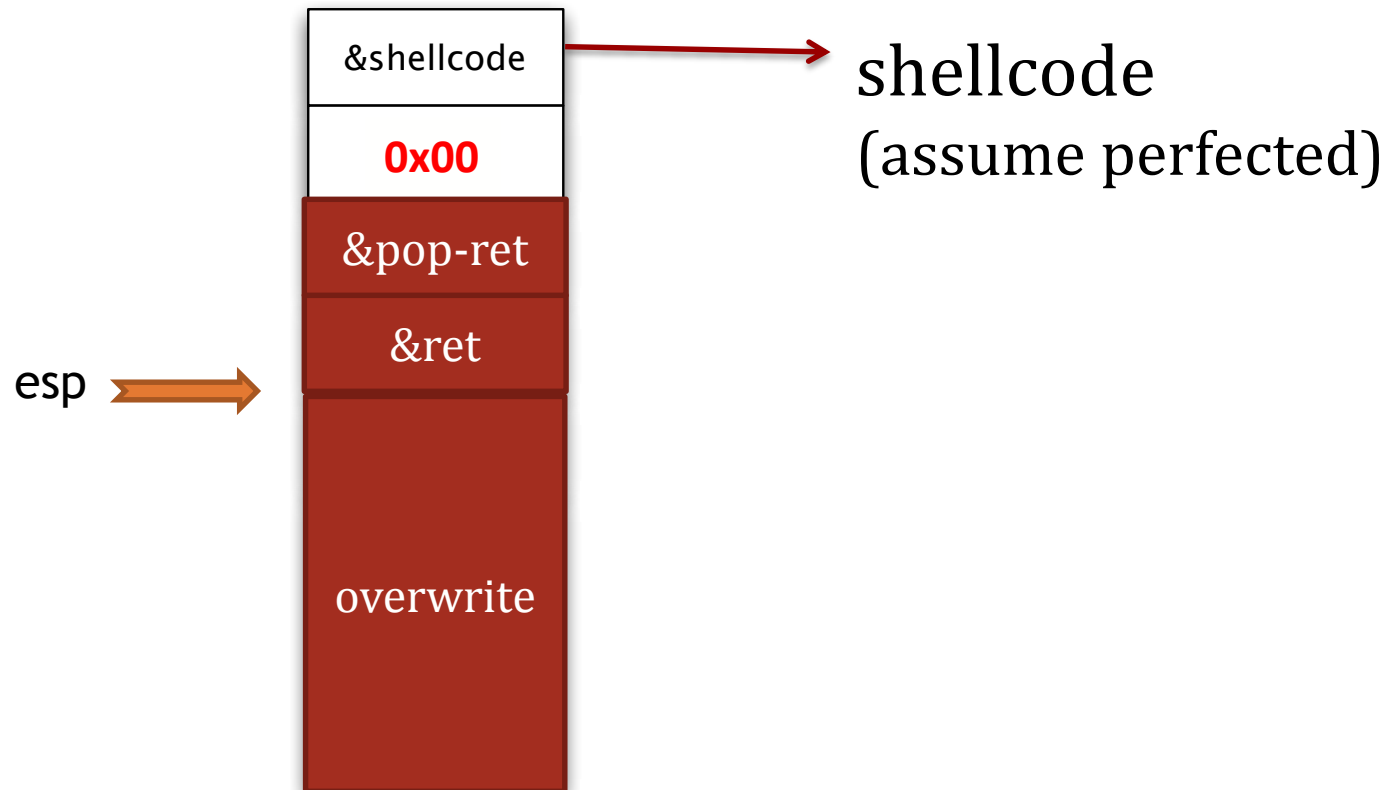 &shellcode
shellcode
(assume perfected)
0x00
&pop-ret
&ret
esp
overwrite